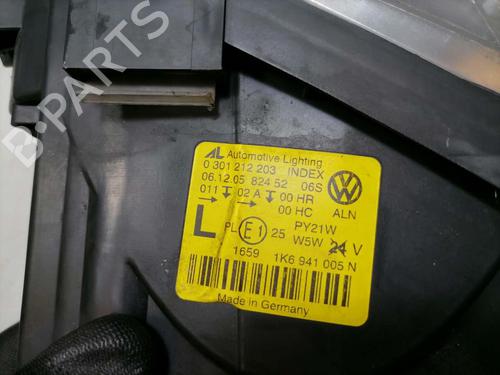 B PARTS
AL Automotive Lighting
0 301 212 203 INDEX
06.12.05 824 52 06S
011 02 A 00 HR
00 HC ALN
L PL E1 25 PY21W
W5W 24 V
1659 1K6 941 005 N
Made in Germany